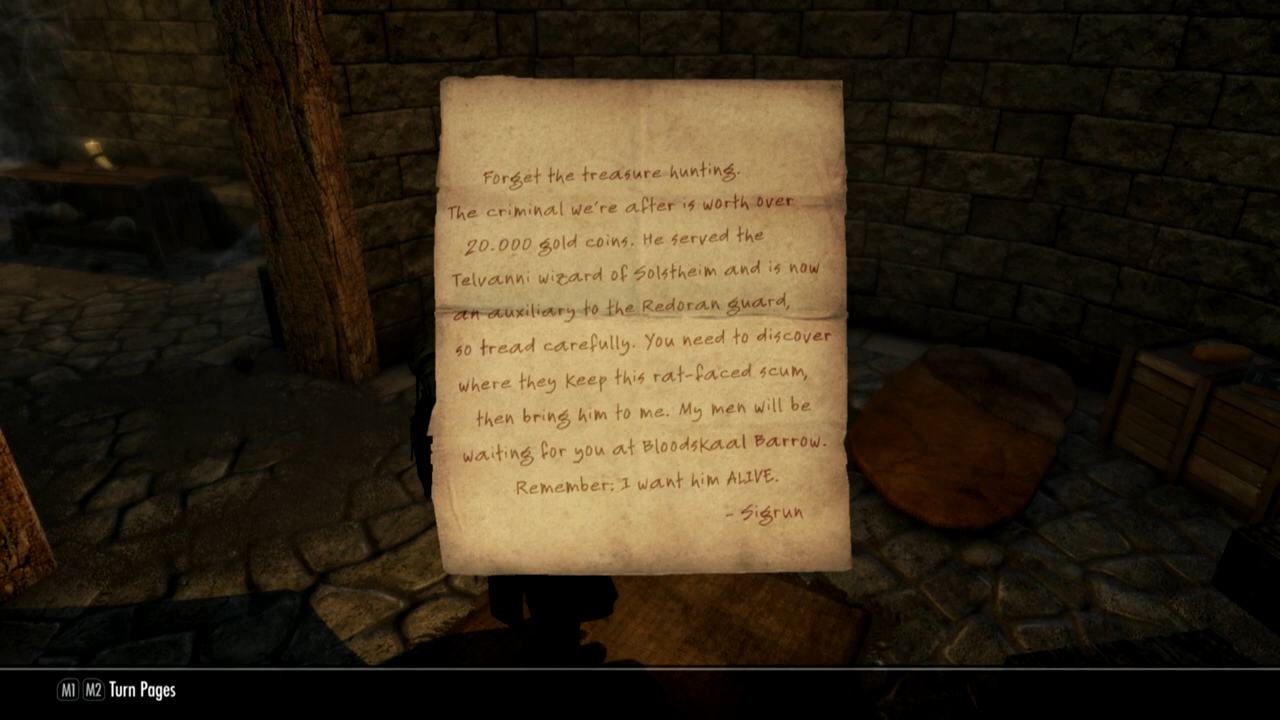 Forget the treasure hunting.
The criminal we're after is worth over
20.000 gold coins. He served the
Telvanni wizard of Solstheim and is now
an auxiliary to the Redoran guard,
so tread carefully. You need to discover
where they keep this rat-faced scum,
then bring him to me. My men will be
waiting for you at Bloodskaal Barrow.
Remember: I want him ALIVE.
- Sigrun
M1 M2 Turn Pages